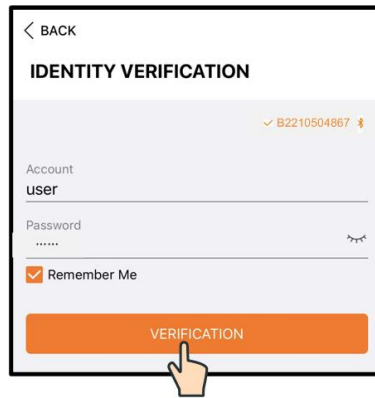 BACK
IDENTITY VERIFICATION
B2210504867
Account
user
Password
······
Remember Me
VERIFICATION